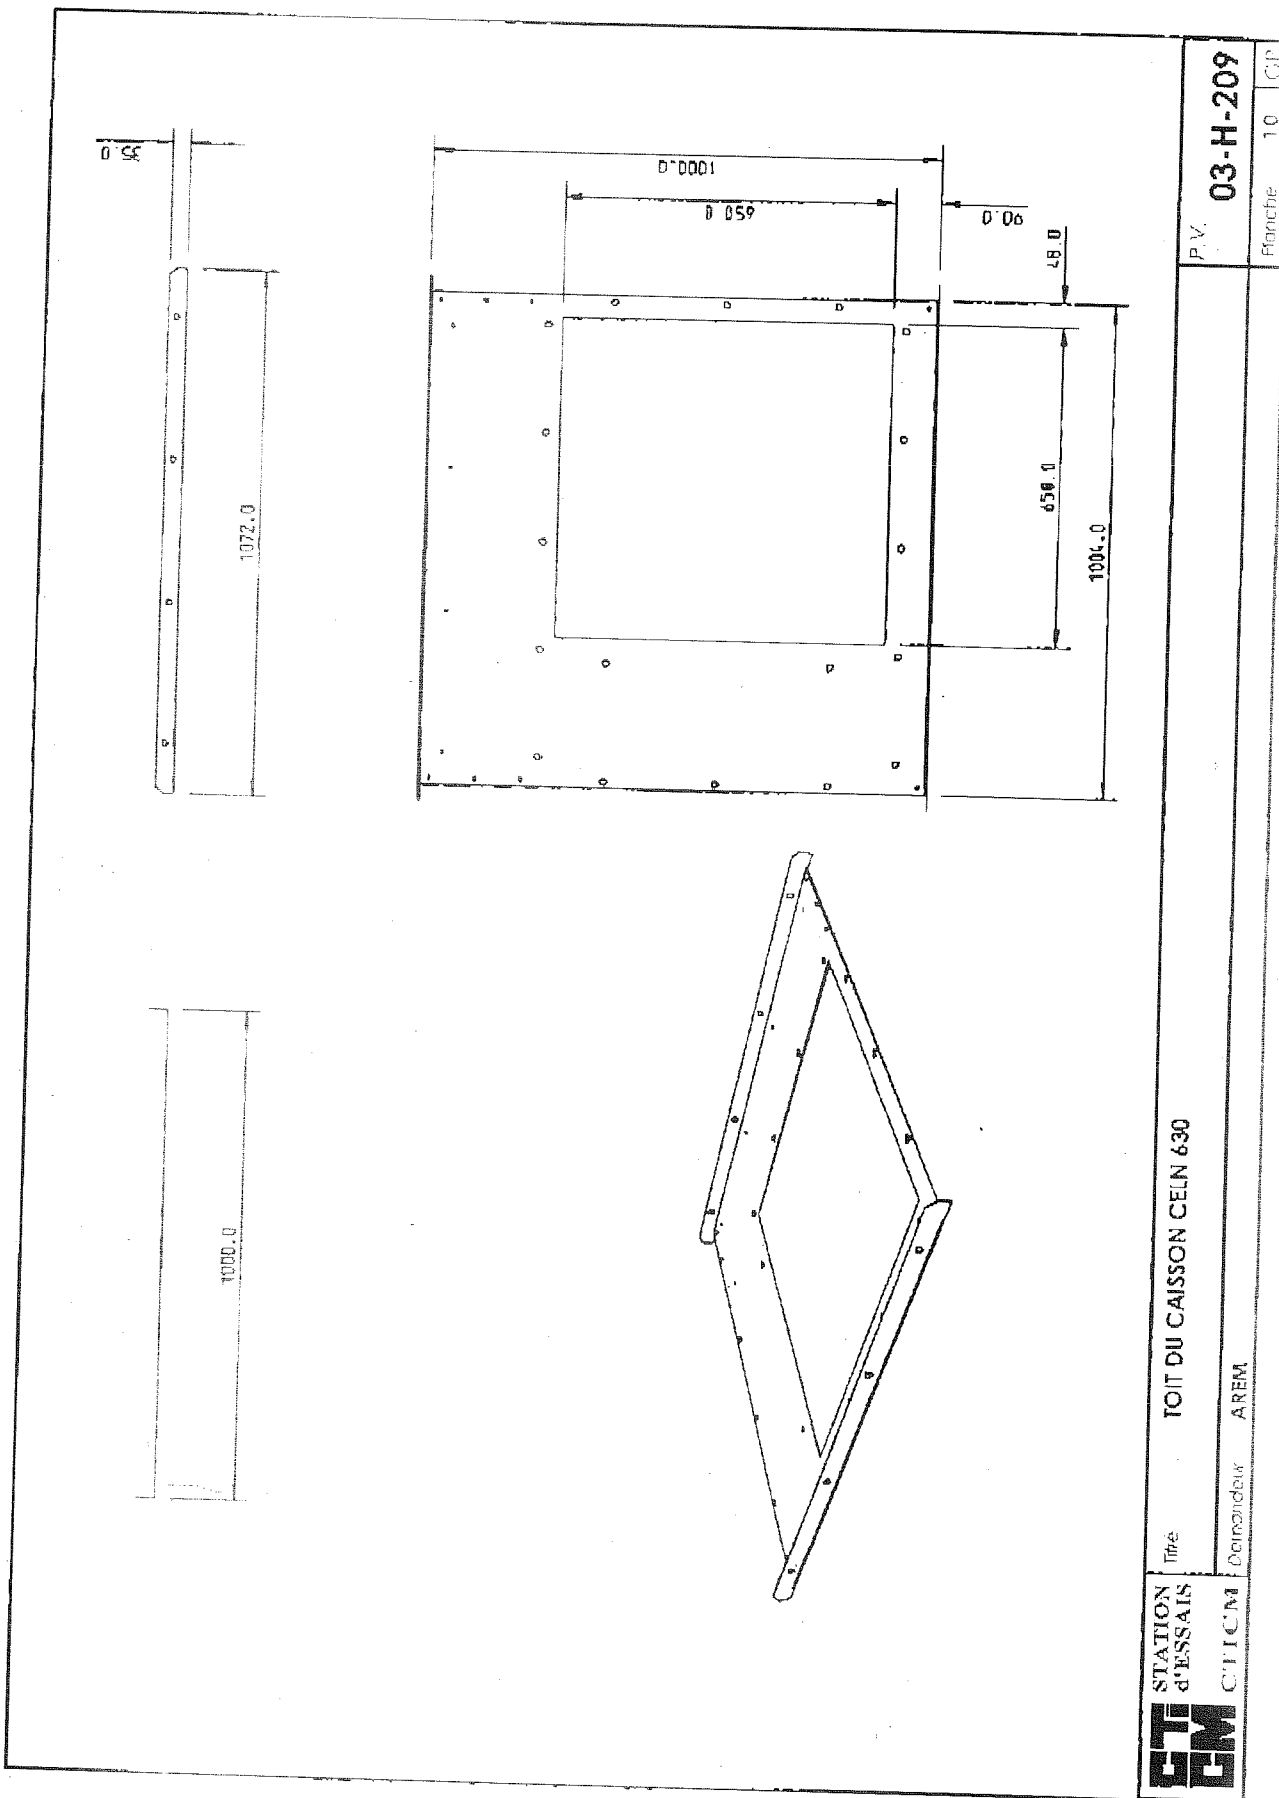 35.0
1072.0
1000.0
1000.0
650.0
90.0
48.0
650.0
1004.0
STATION
d'ESSAIS
CTICM
CTICM
Titre
TOIT DU CAISSON CELN 630
Demandeur AREM
P.V.
03-H-209
Planche 10